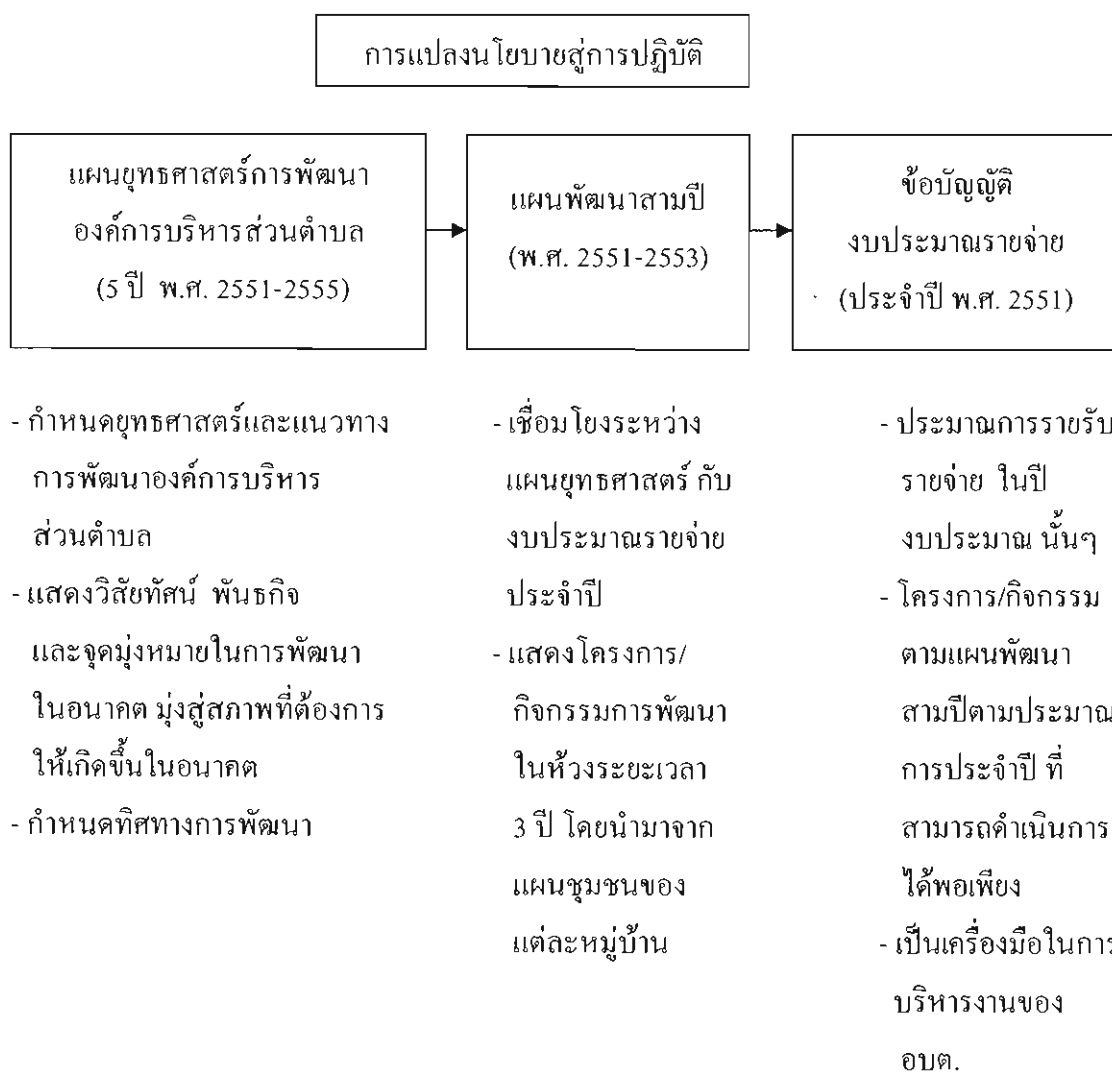 การแปลงนโยบายสู่การปฏิบัติ
แผนยุทธศาสตร์การพัฒนา
องค์การบริหารส่วนตำบล
(5 ปี พ.ศ. 2551-2555)
แผนพัฒนาสามปี
(พ.ศ. 2551-2553)
ข้อบัญญัติ
งบประมาณรายจ่าย
(ประจำปี พ.ศ. 2551)
- กำหนดยุทธศาสตร์และแนวทาง
การพัฒนาองค์การบริหาร
ส่วนตำบล
- แสดงวิสัยทัศน์ พันธกิจ
และจุดมุ่งหมายในการพัฒนา
ในอนาคต มุ่งสู่สภาพที่ต้องการ
ให้เกิดขึ้นในอนาคต
- กำหนดทิศทางการพัฒนา
- เชื่อมโยงระหว่าง
แผนยุทธศาสตร์ กับ
งบประมาณรายจ่าย
ประจำปี
- แสดงโครงการ/
กิจกรรมการพัฒนา
ในห้วงระยะเวลา
3 ปี โดยนำมาจาก
แผนชุมชนของ
แต่ละหมู่บ้าน
- ประมาณการรายรับ
รายจ่าย ในปี
งบประมาณ นั้นๆ
- โครงการ/กิจกรรม
ตามแผนพัฒนา
สามปีตามประมาณ
การประจำปี ที่
สามารถดำเนินการ
ได้พอเพียง
- เป็นเครื่องมือในการ
บริหารงานของ
อบต.